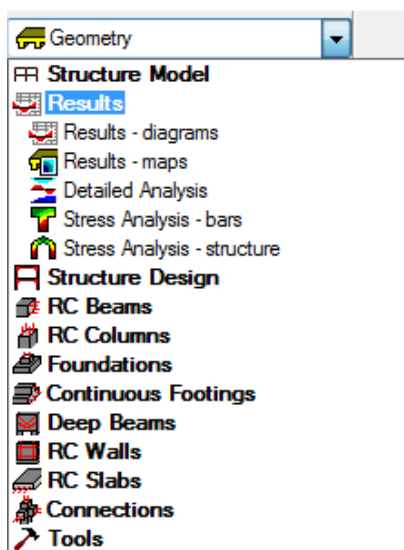 Geometry
Structure Model
Results
Results - diagrams
Results - maps
Detailed Analysis
Stress Analysis - bars
Stress Analysis - structure
Structure Design
RC Beams
RC Columns
Foundations
Continuous Footings
Deep Beams
RC Walls
RC Slabs
Connections
Tools